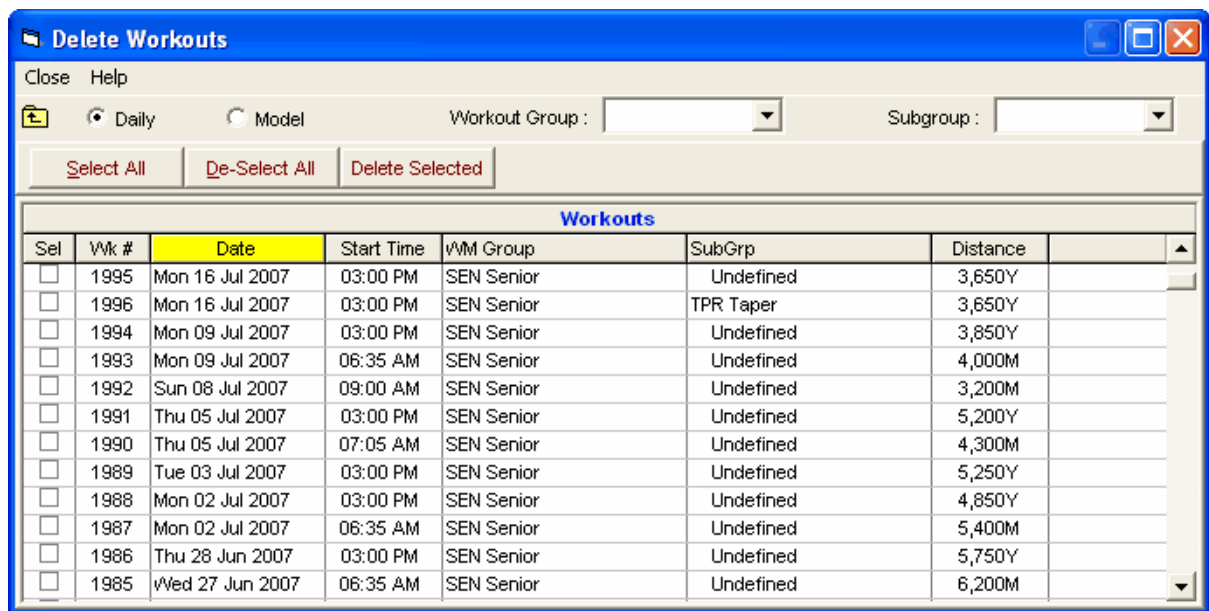 Delete Workouts
Close Help
Daily Model Workout Group : Subgroup :
Select All De-Select All Delete Selected
Workouts
Sel Wk # Date Start Time WM Group SubGrp Distance
1995 Mon 16 Jul 2007 03:00 PM SEN Senior Undefined 3,650Y
1996 Mon 16 Jul 2007 03:00 PM SEN Senior TPR Taper 3,650Y
1994 Mon 09 Jul 2007 03:00 PM SEN Senior Undefined 3,850Y
1993 Mon 09 Jul 2007 06:35 AM SEN Senior Undefined 4,000M
1992 Sun 08 Jul 2007 09:00 AM SEN Senior Undefined 3,200M
1991 Thu 05 Jul 2007 03:00 PM SEN Senior Undefined 5,200Y
1990 Thu 05 Jul 2007 07:05 AM SEN Senior Undefined 4,300M
1989 Tue 03 Jul 2007 03:00 PM SEN Senior Undefined 5,250Y
1988 Mon 02 Jul 2007 03:00 PM SEN Senior Undefined 4,850Y
1987 Mon 02 Jul 2007 06:35 AM SEN Senior Undefined 5,400M
1986 Thu 28 Jun 2007 03:00 PM SEN Senior Undefined 5,750Y
1985 Wed 27 Jun 2007 06:35 AM SEN Senior Undefined 6,200M